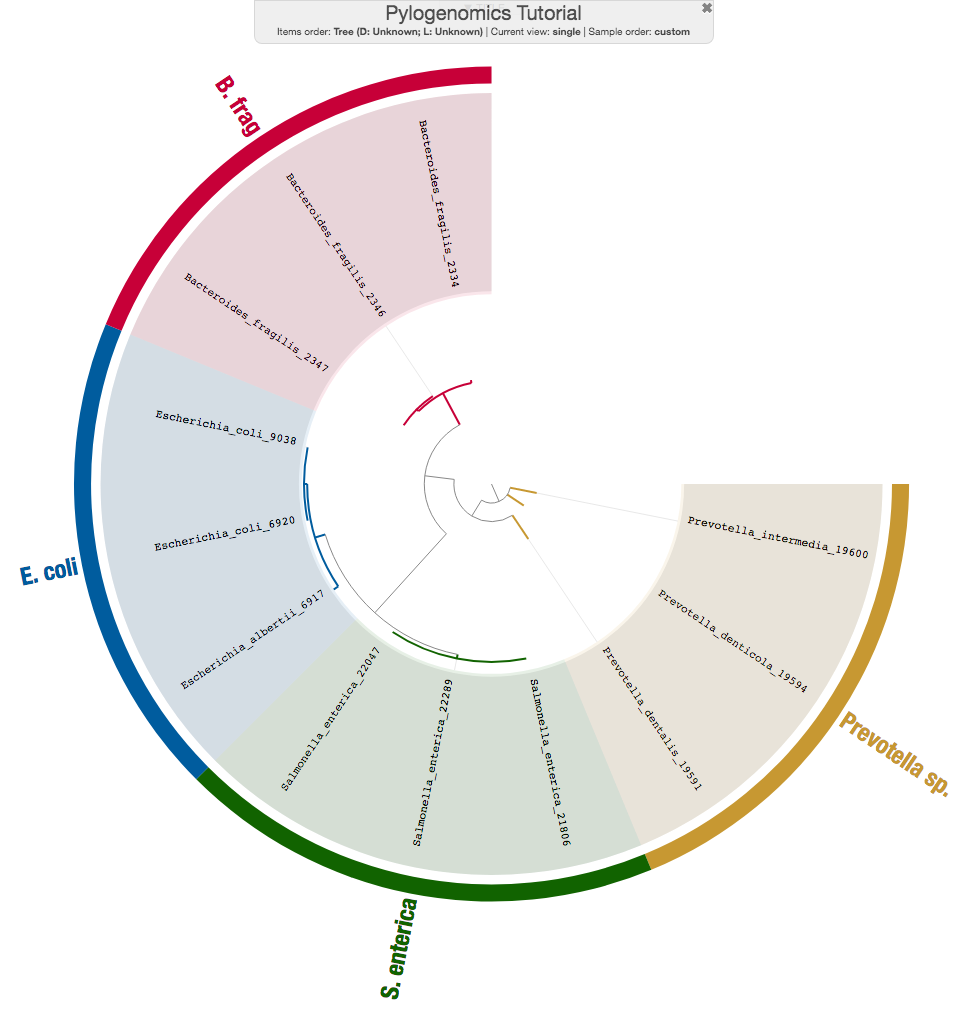 Pylogenomics Tutorial
Items order: Tree (D: Unknown; L: Unknown) | Current view: single | Sample order: custom
B. frag
Bacteroides_fragilis_2334
Bacteroides_fragilis_2346
Bacteroides_fragilis_2347
E. coli
Escherichia_coli_9038
Escherichia_coli_6920
Escherichia_albertii_6917
S. enterica
Salmonella_enterica_22047
Salmonella_enterica_22289
Salmonella_enterica_21806
Prevotella sp.
Prevotella_dentalis_19591
Prevotella_denticola_19594
Prevotella_intermedia_19600